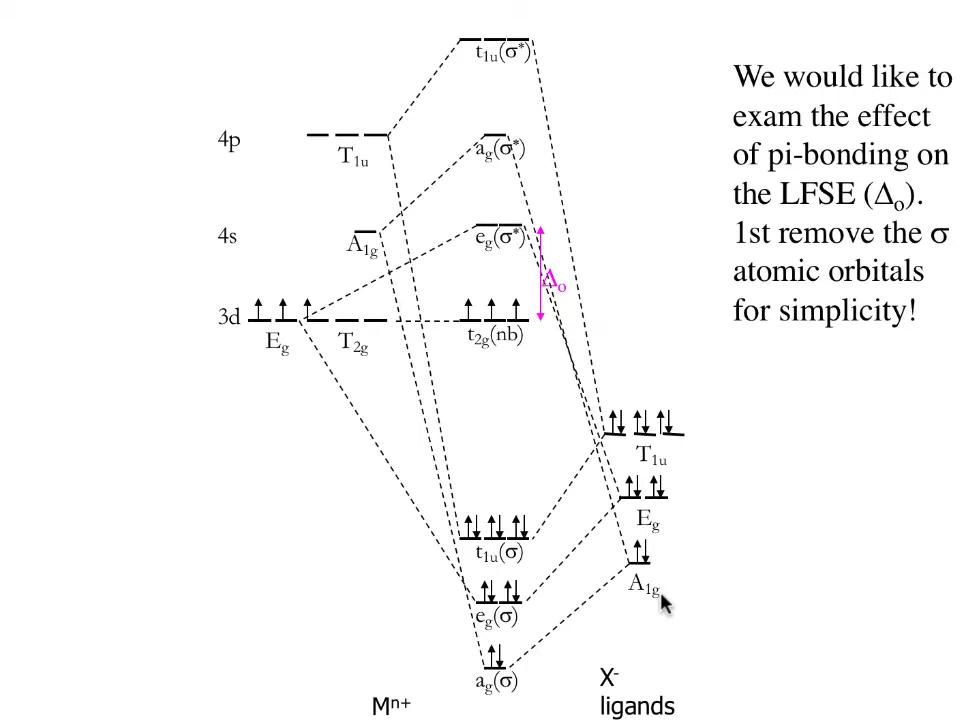 t1u(σ*)
We would like to
exam the effect
of pi-bonding on
the LFSE (Δo).
1st remove the σ
atomic orbitals
for simplicity!
4p
T1u
ag(σ*)
4s
A1g
eg(σ*)
Δo
3d
Eg
T2g
t2g(nb)
T1u
Eg
t1u(σ)
A1g
eg(σ)
ag(σ)
Mn+
X-
ligands